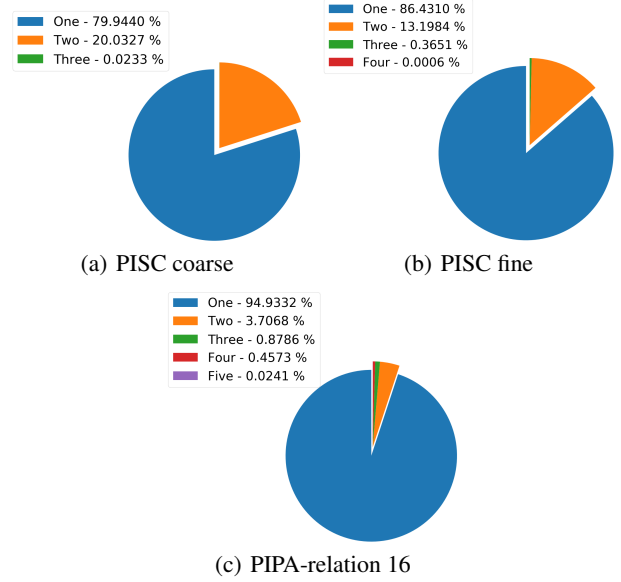 One - 79.9440 %
Two - 20.0327 %
Three - 0.0233 %
(a) PISC coarse
One - 86.4310 %
Two - 13.1984 %
Three - 0.3651 %
Four - 0.0006 %
(b) PISC fine
One - 94.9332 %
Two - 3.7068 %
Three - 0.8786 %
Four - 0.4573 %
Five - 0.0241 %
(c) PIPA-relation 16